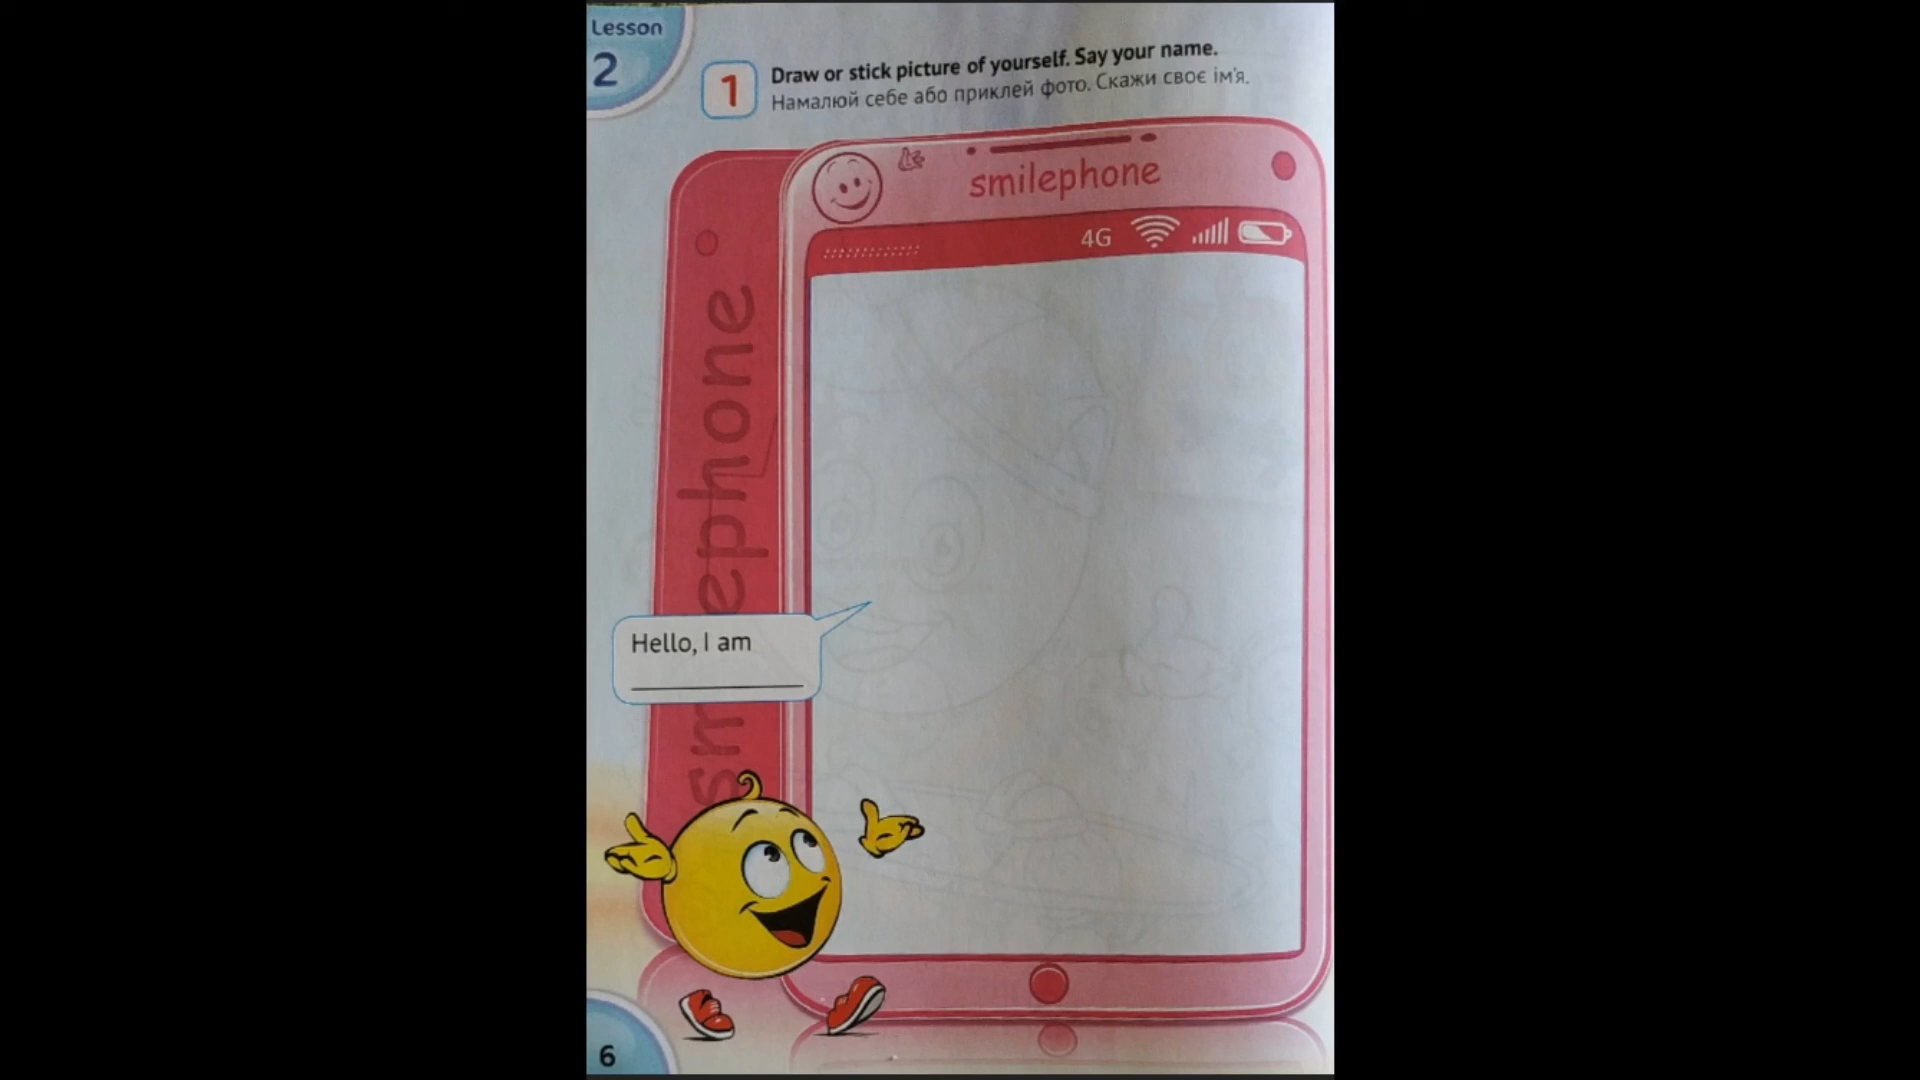 Lesson
2
1
Draw or stick picture of yourself. Say your name.
Намалюй себе або приклей фото. Скажи своє ім'я.
smilephone
4G
smilephone
Hello, I am
6